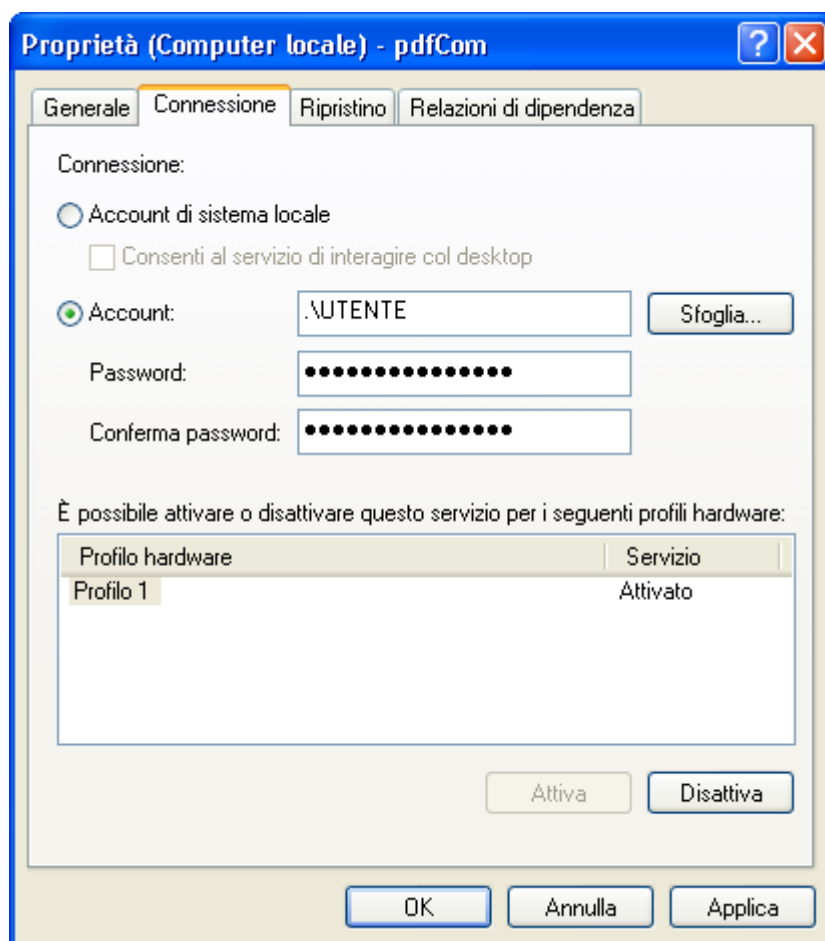 Proprietà (Computer locale) - pdfCom
Generale Connessione Ripristino Relazioni di dipendenza
Connessione:
Account di sistema locale
Consenti al servizio di interagire col desktop
Account: .\UTENTE Sfoglia...
Password: •••••••••••••••
Conferma password: •••••••••••••••
È possibile attivare o disattivare questo servizio per i seguenti profili hardware:
Profilo hardware Servizio
Profilo 1 Attivato
Attiva Disattiva
OK Annulla Applica